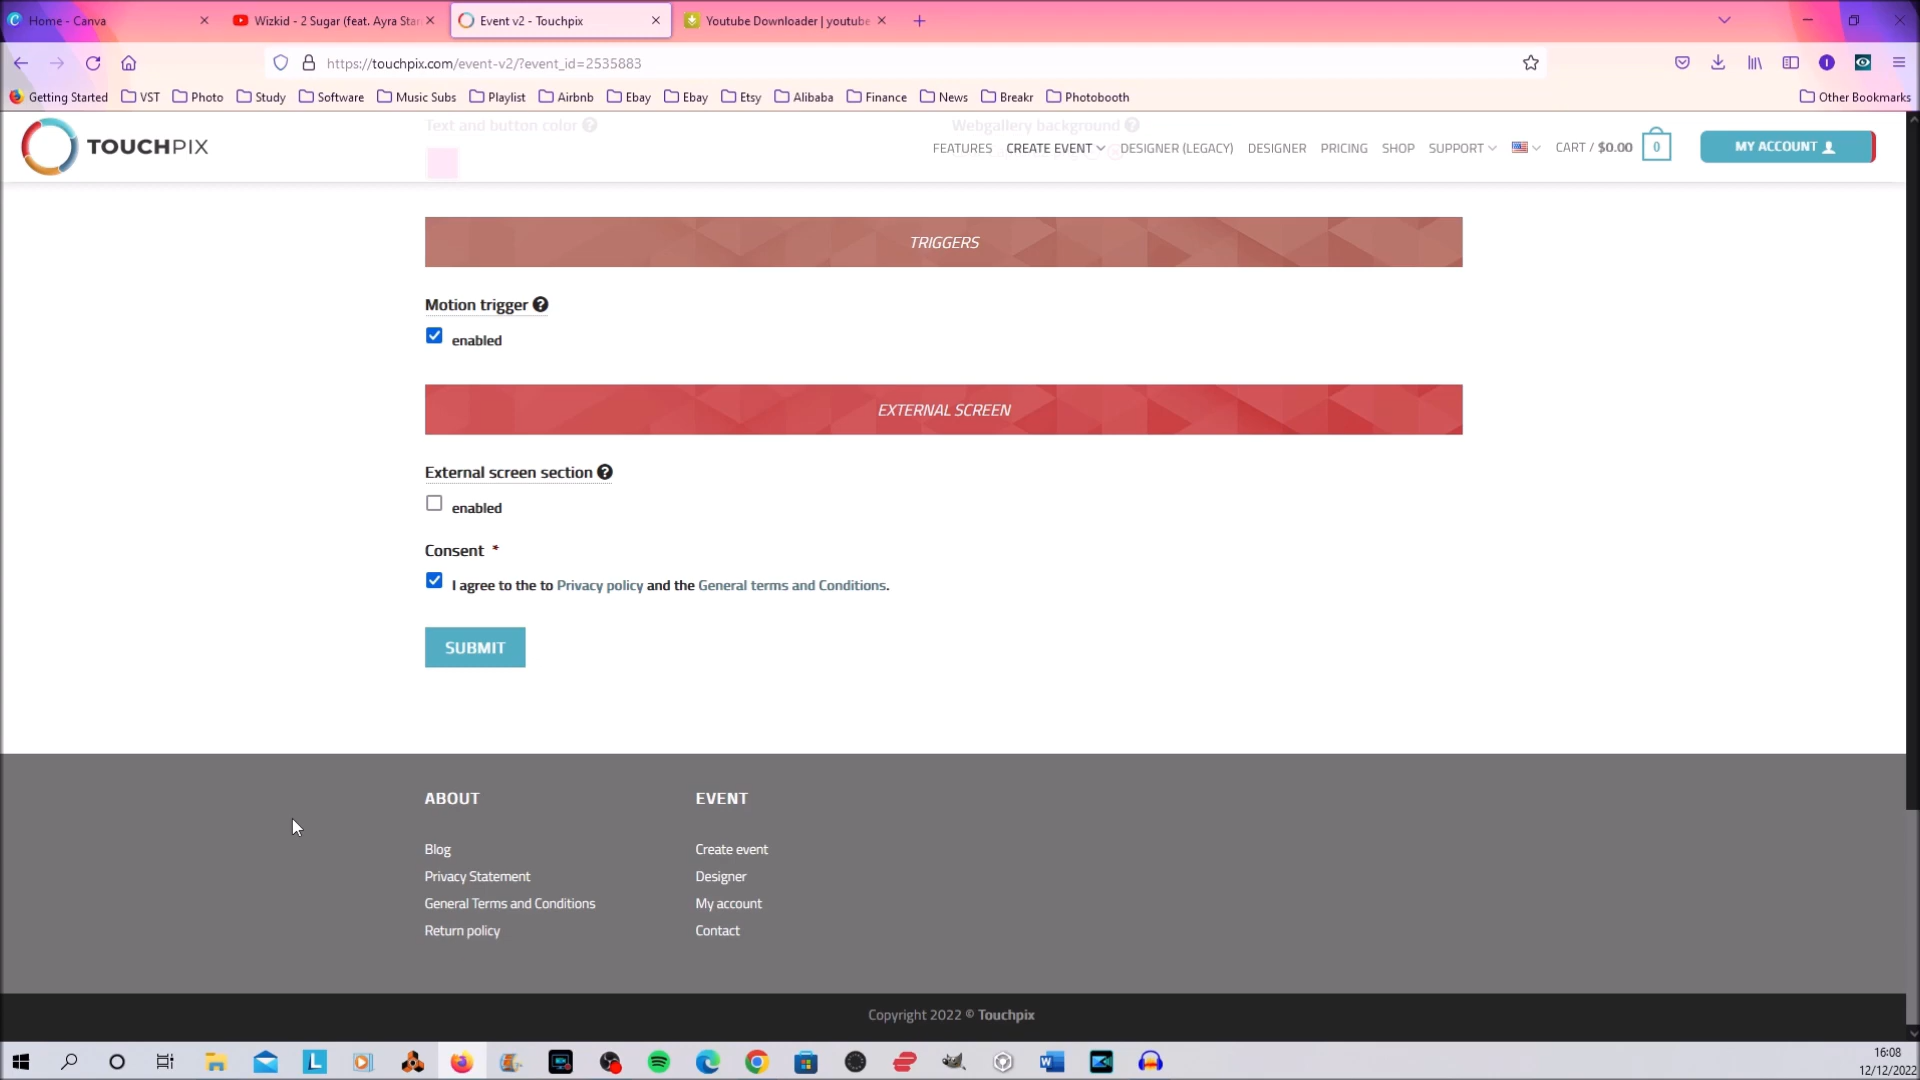 Home - Canva
Wizkid - 2 Sugar (feat. Ayra Star
Event v2 - Touchpix
Youtube Downloader | youtube
https://touchpix.com/event-v2/?event_id=2535883
Getting Started VST Photo Study Software Music Subs Playlist Airbnb Ebay Ebay Etsy Alibaba Finance News Breakr Photobooth Other Bookmarks
Text and button color ? Webgallery background ?
TOUCHPIX FEATURES CREATE EVENT DESIGNER (LEGACY) DESIGNER PRICING SHOP SUPPORT CART / $0.00 0 MY ACCOUNT
TRIGGERS
Motion trigger ?
enabled
EXTERNAL SCREEN
External screen section ?
enabled
Consent *
I agree to the to Privacy policy and the General terms and Conditions.
SUBMIT
ABOUT
Blog
Privacy Statement
General Terms and Conditions
Return policy
EVENT
Create event
Designer
My account
Contact
Copyright 2022 © Touchpix
16:08
12/12/2022